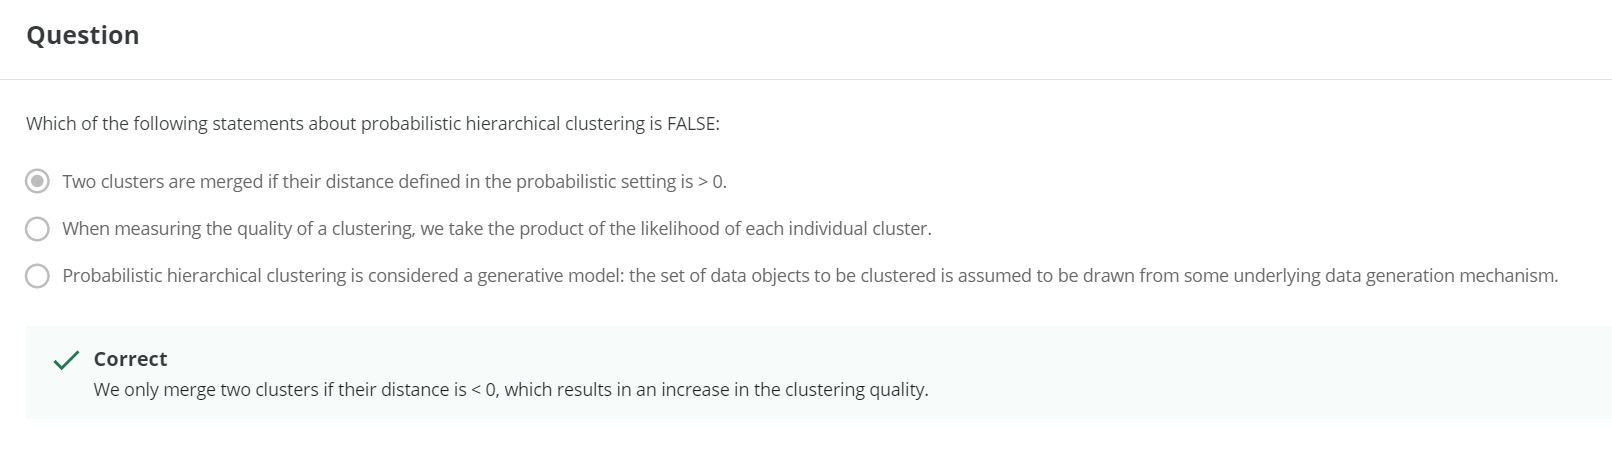 Question
Which of the following statements about probabilistic hierarchical clustering is FALSE:
Two clusters are merged if their distance defined in the probabilistic setting is > 0.
When measuring the quality of a clustering, we take the product of the likelihood of each individual cluster.
Probabilistic hierarchical clustering is considered a generative model: the set of data objects to be clustered is assumed to be drawn from some underlying data generation mechanism.
Correct
We only merge two clusters if their distance is < 0, which results in an increase in the clustering quality.